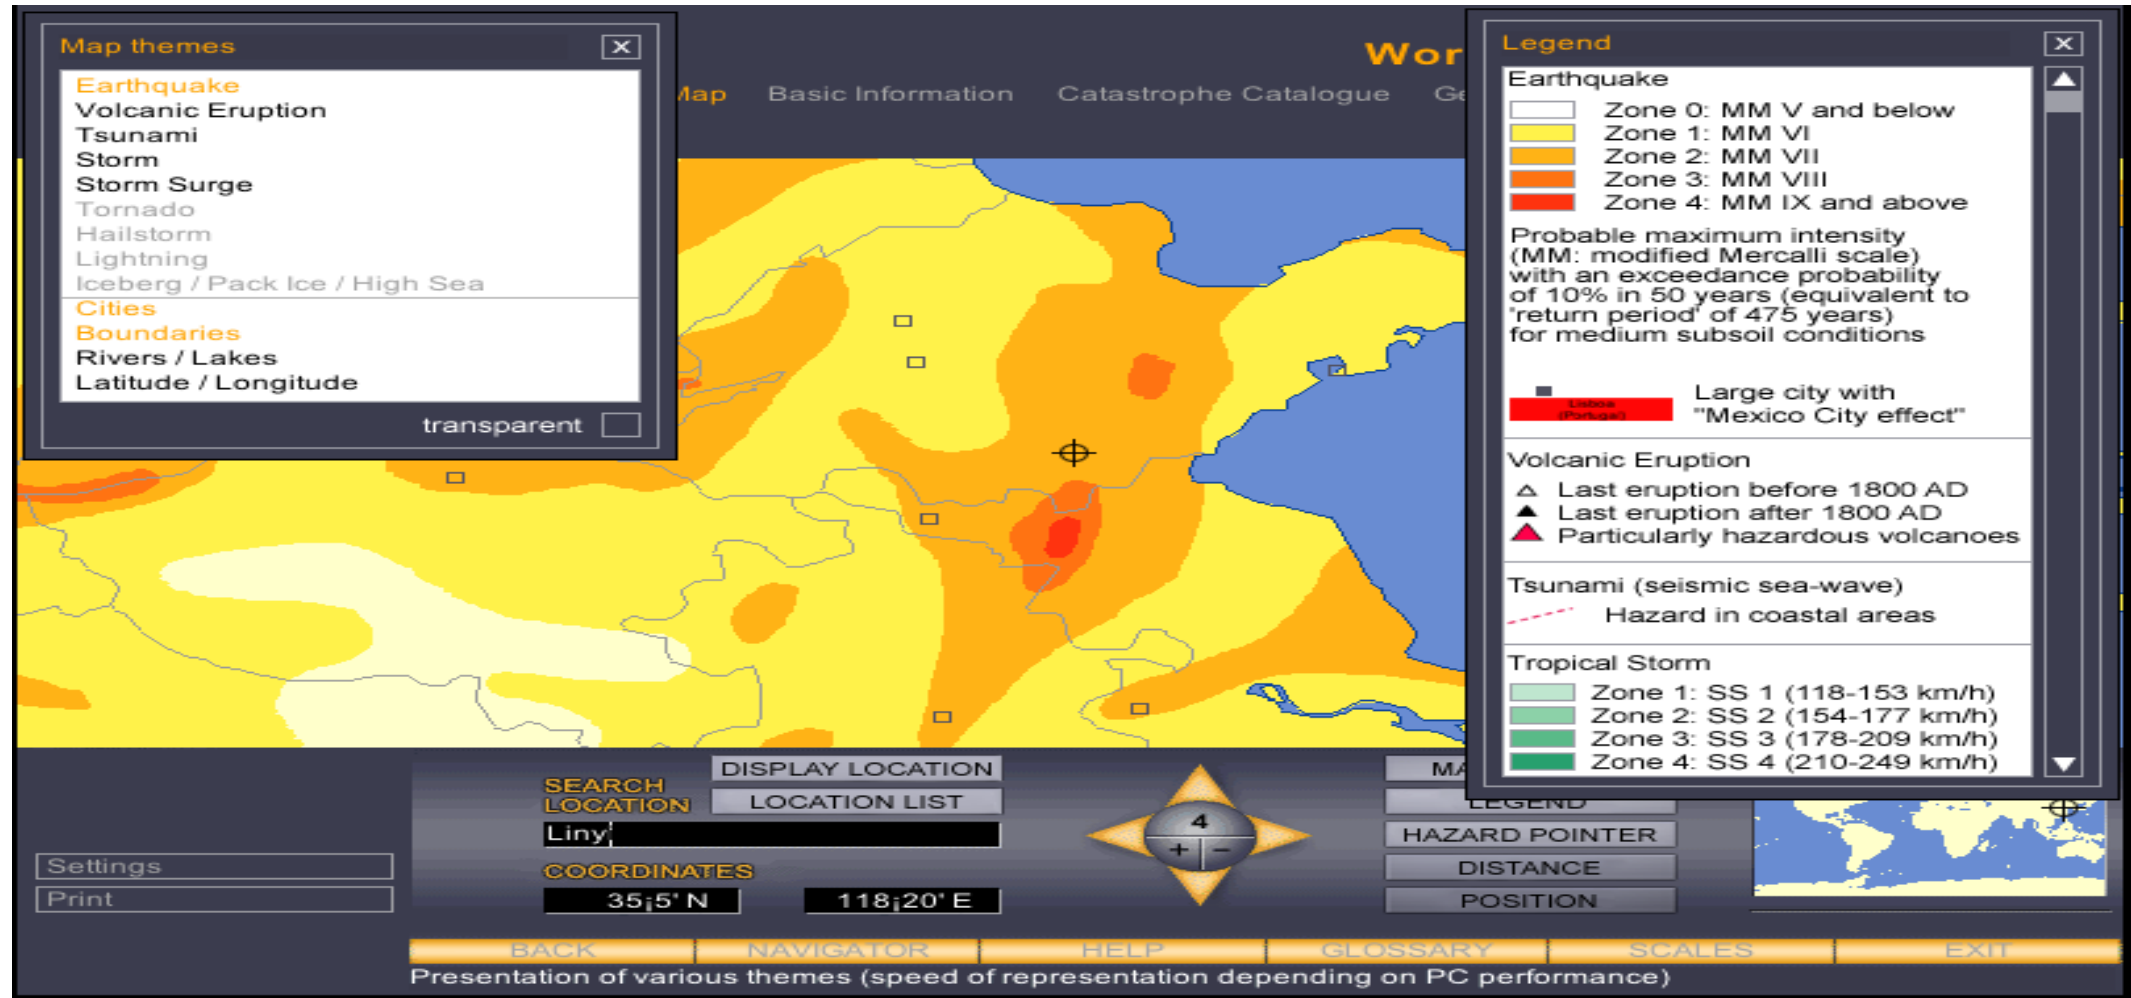 Map themes
Earthquake
Volcanic Eruption
Tsunami
Storm
Storm Surge
Tornado
Hailstorm
Lightning
Iceberg / Pack Ice / High Sea
Cities
Boundaries
Rivers / Lakes
Latitude / Longitude
transparent
Wor
Map Basic Information Catastrophe Catalogue Ge
Legend
Earthquake
Zone 0: MM V and below
Zone 1: MM VI
Zone 2: MM VII
Zone 3: MM VIII
Zone 4: MM IX and above
Probable maximum intensity
(MM: modified Mercalli scale)
with an exceedance probability
of 10% in 50 years (equivalent to
'return period' of 475 years)
for medium subsoil conditions
Lisboa
(Portugal)
Large city with
"Mexico City effect"
Volcanic Eruption
Last eruption before 1800 AD
Last eruption after 1800 AD
Particularly hazardous volcanoes
Tsunami (seismic sea-wave)
Hazard in coastal areas
Tropical Storm
Zone 1: SS 1 (118-153 km/h)
Zone 2: SS 2 (154-177 km/h)
Zone 3: SS 3 (178-209 km/h)
Zone 4: SS 4 (210-249 km/h)
Settings
Print
SEARCH
LOCATION
DISPLAY LOCATION
LOCATION LIST
Liny
COORDINATES
35¡5' N 118¡20' E
4
+ | -
MA
LEGEND
HAZARD POINTER
DISTANCE
POSITION
BACK NAVIGATOR HELP GLOSSARY SCALES EXIT
Presentation of various themes (speed of representation depending on PC performance)